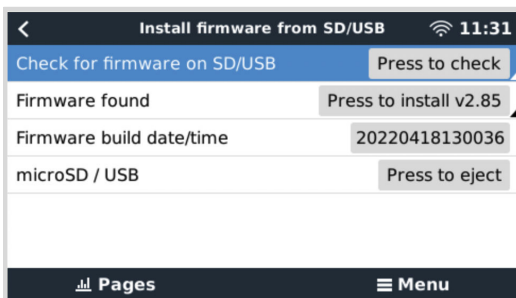 Install firmware from SD/USB 11:31
Check for firmware on SD/USB Press to check
Firmware found Press to install v2.85
Firmware build date/time 20220418130036
microSD / USB Press to eject
Pages Menu